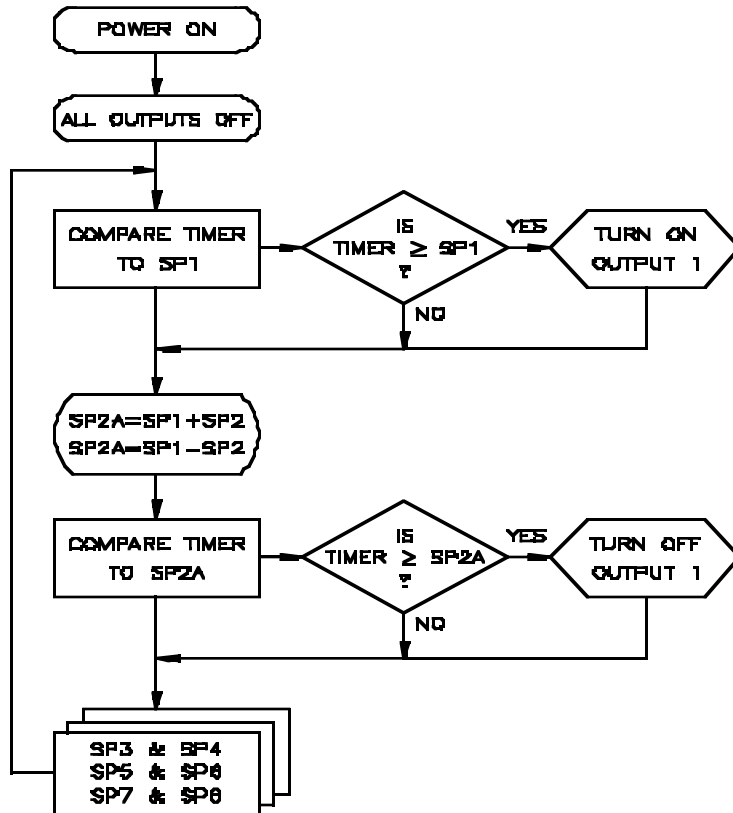 POWER ON
ALL OUTPUTS OFF
COMPARE TIMER
TO SP1
IS
TIMER ≥ SP1
?
YES
TURN ON
OUTPUT 1
NO
SP2A=SP1+SP2
SP2A=SP1-SP2
COMPARE TIMER
TO SP2A
IS
TIMER ≥ SP2A
?
YES
TURN OFF
OUTPUT 1
NO
SP3 & SP4
SP5 & SP6
SP7 & SP8